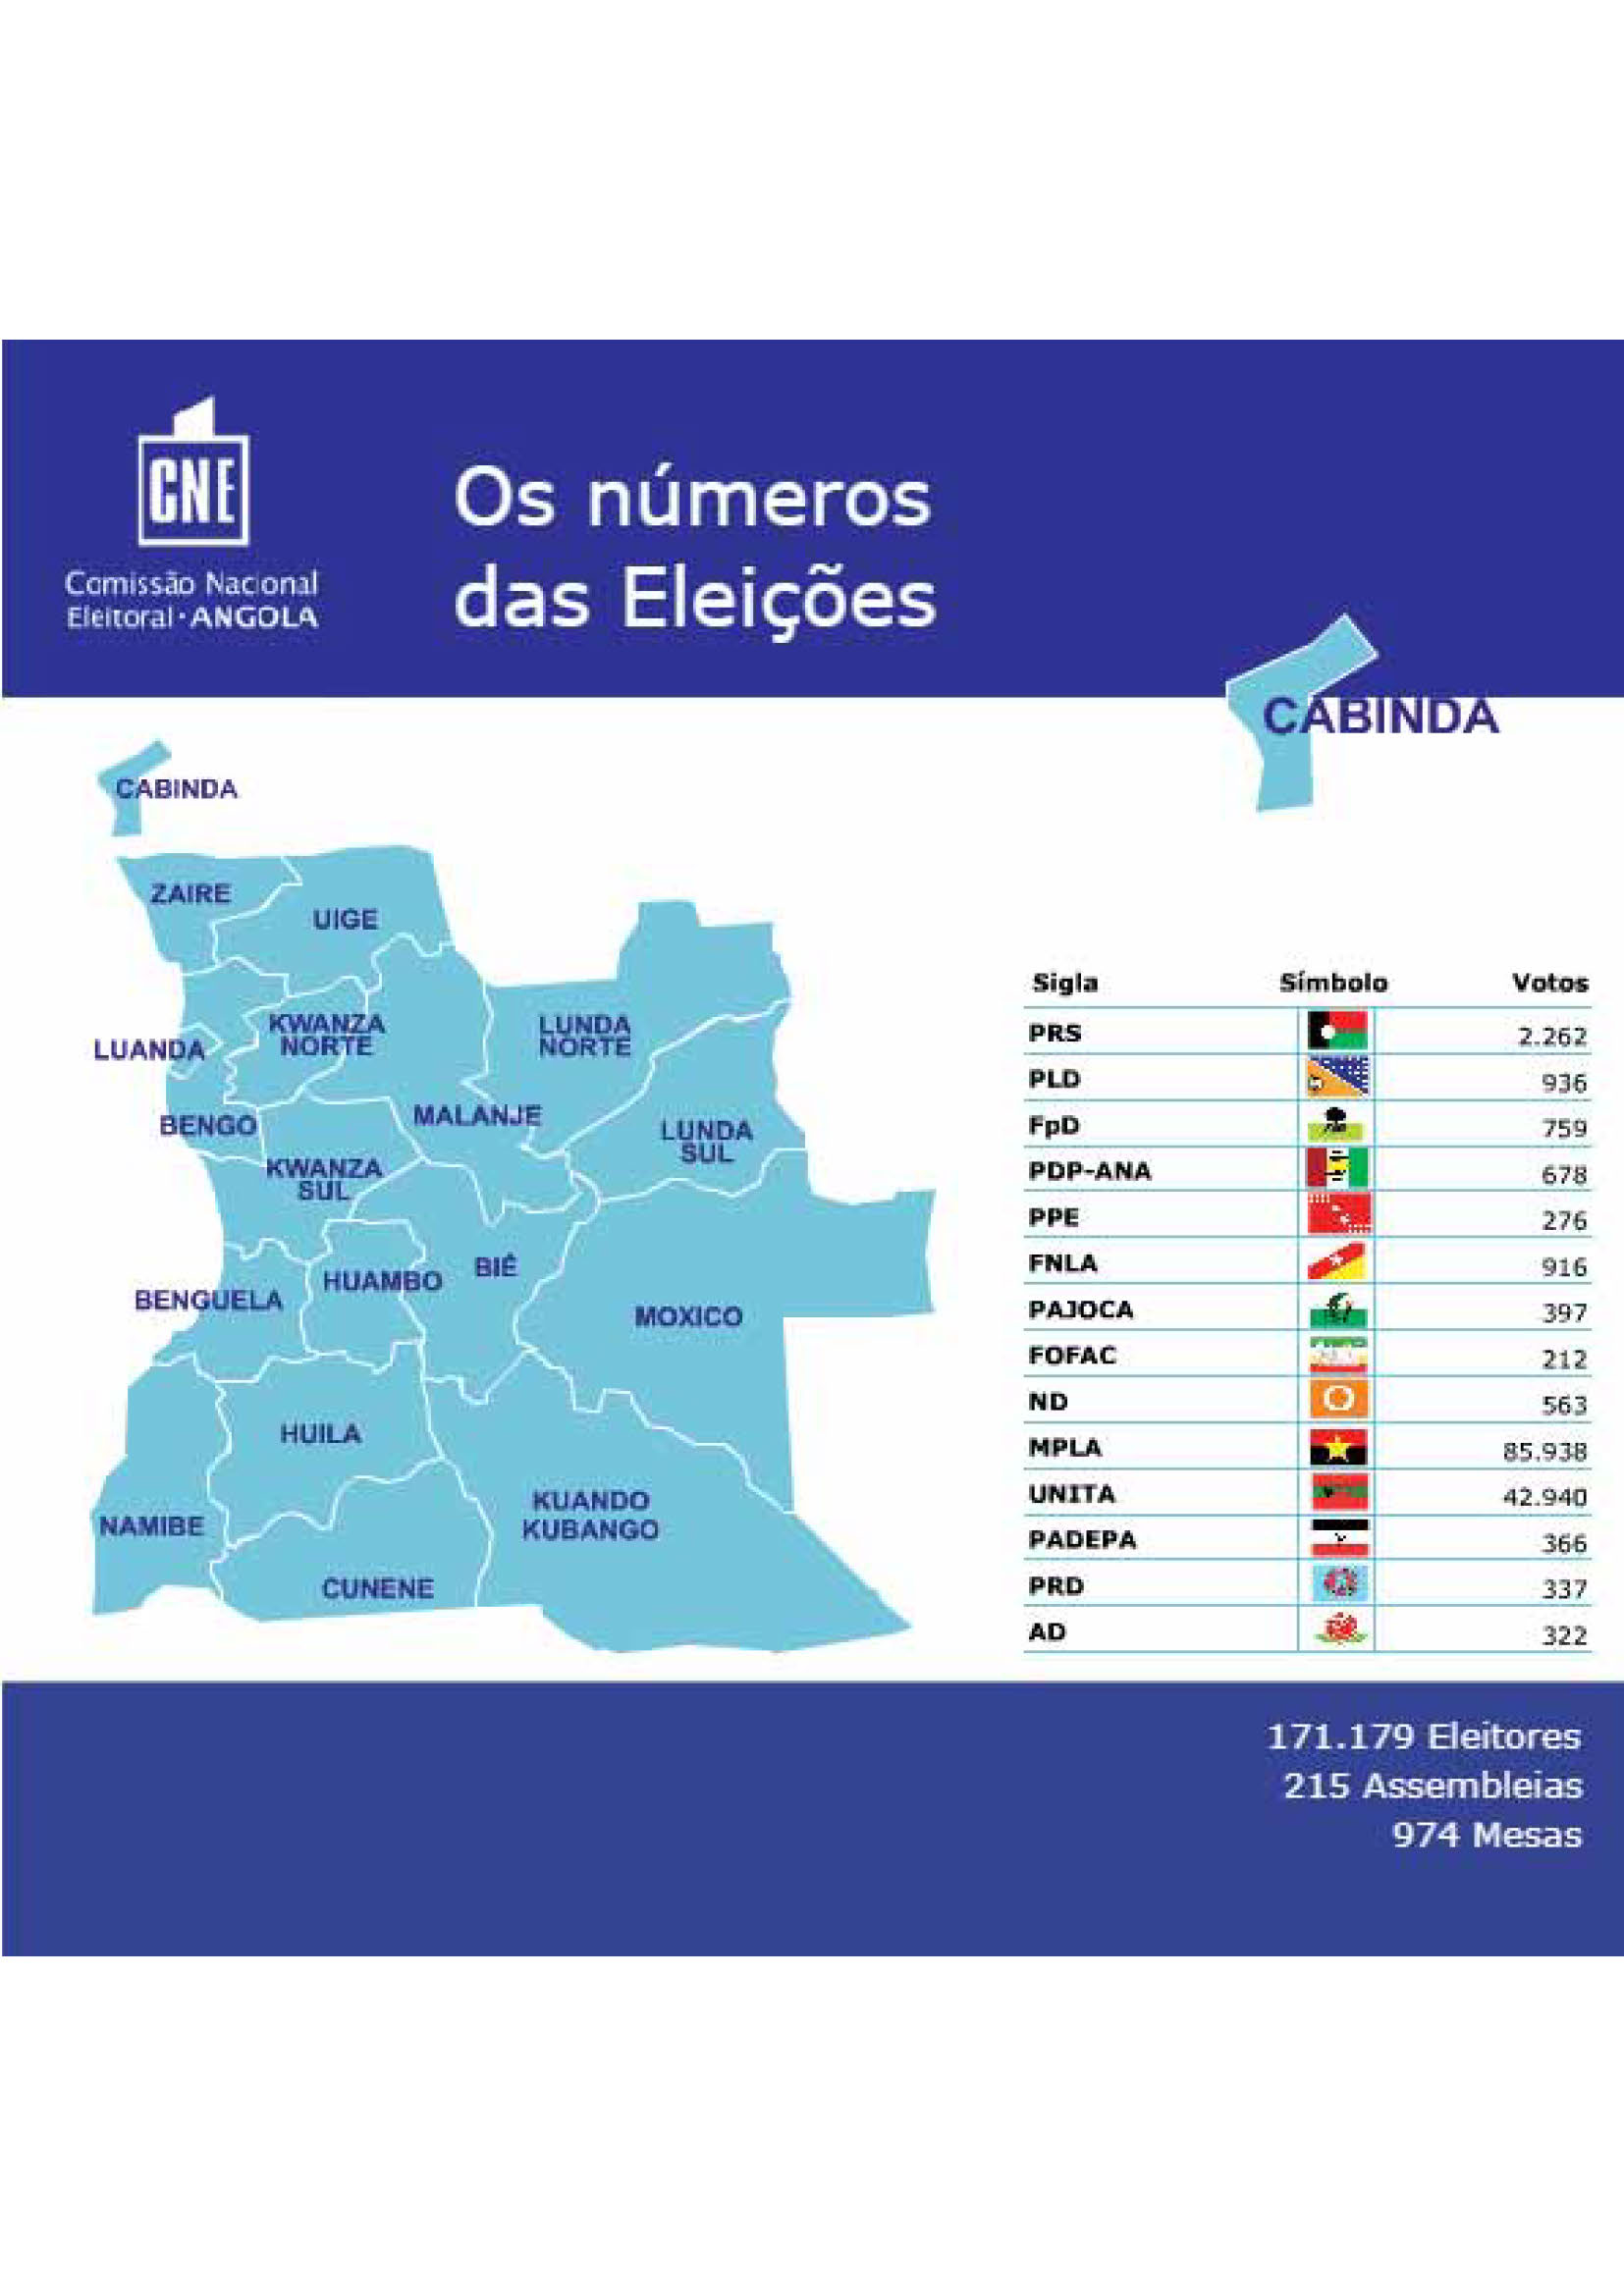 CNE
Comissão Nacional
Eleitoral · ANGOLA
Os números
das Eleições
CABINDA
CABINDA
ZAIRE
UIGE
LUANDA
KWANZA
NORTE
LUNDA
NORTE
BENGO
MALANJE
LUNDA
SUL
KWANZA
SUL
BENGUELA
HUAMBO
BIÉ
MOXICO
HUILA
NAMIBE
KUANDO
KUBANGO
CUNENE
Sigla Símbolo Votos
PRS 2.262
PLD 936
FpD 759
PDP-ANA 678
PPE 276
FNLA 916
PAJOCA 397
FOFAC 212
ND 563
MPLA 85.938
UNITA 42.940
PADEPA 366
PRD 337
AD 322
171.179 Eleitores
215 Assembleias
974 Mesas